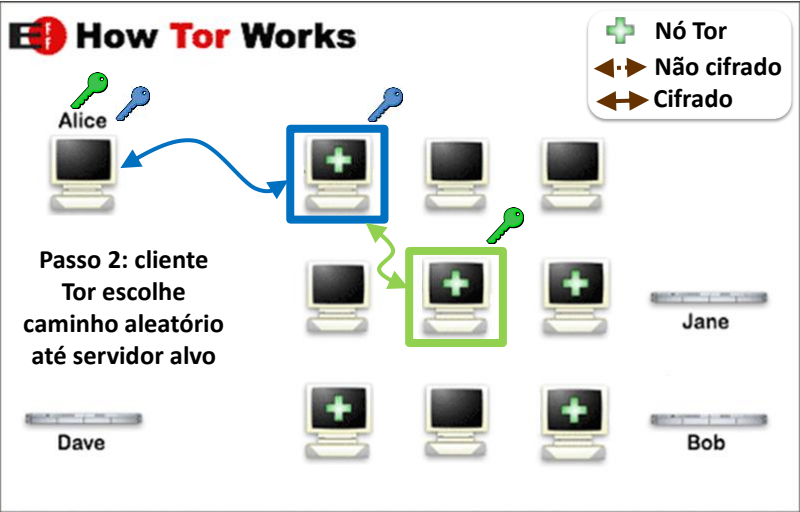 EFF How Tor Works
Nó Tor
Não cifrado
Cifrado
Alice
Passo 2: cliente
Tor escolhe
caminho aleatório
até servidor alvo
Jane
Dave
Bob